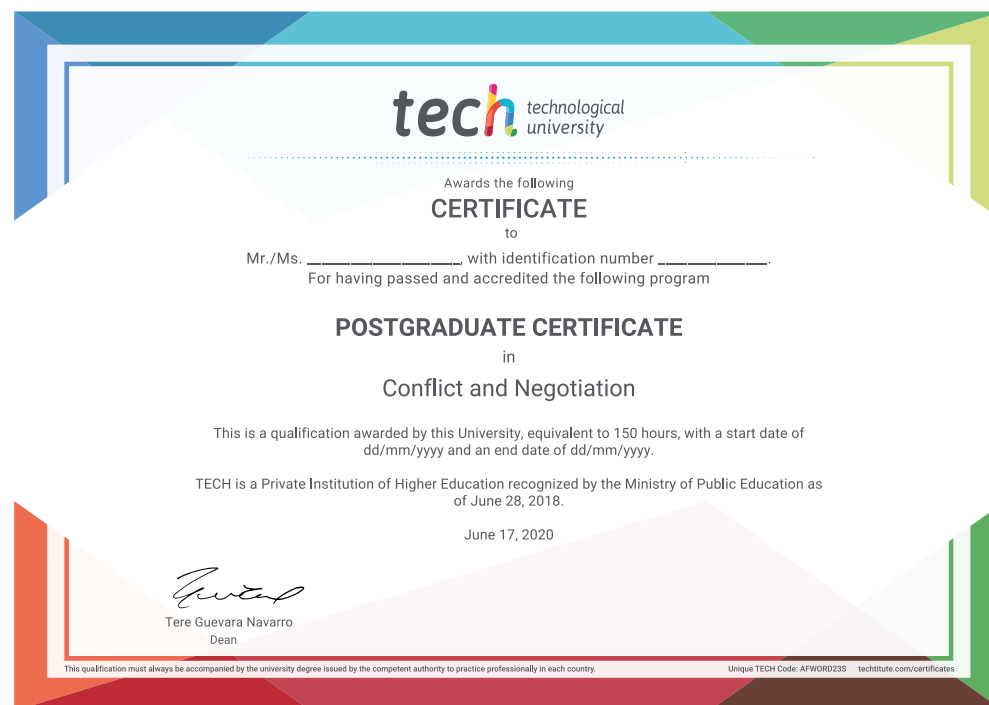 tech technological
university
Awards the following
CERTIFICATE
to
Mr./Ms. ____________________, with identification number ______________.
For having passed and accredited the following program
POSTGRADUATE CERTIFICATE
in
Conflict and Negotiation
This is a qualification awarded by this University, equivalent to 150 hours, with a start date of
dd/mm/yyyy and an end date of dd/mm/yyyy.
TECH is a Private Institution of Higher Education recognized by the Ministry of Public Education as
of June 28, 2018.
June 17, 2020
Tere Guevara Navarro
Dean
This qualification must always be accompanied by the university degree issued by the competent authority to practice professionally in each country.
Unique TECH Code: AFWORD23S techtitute.com/certificates